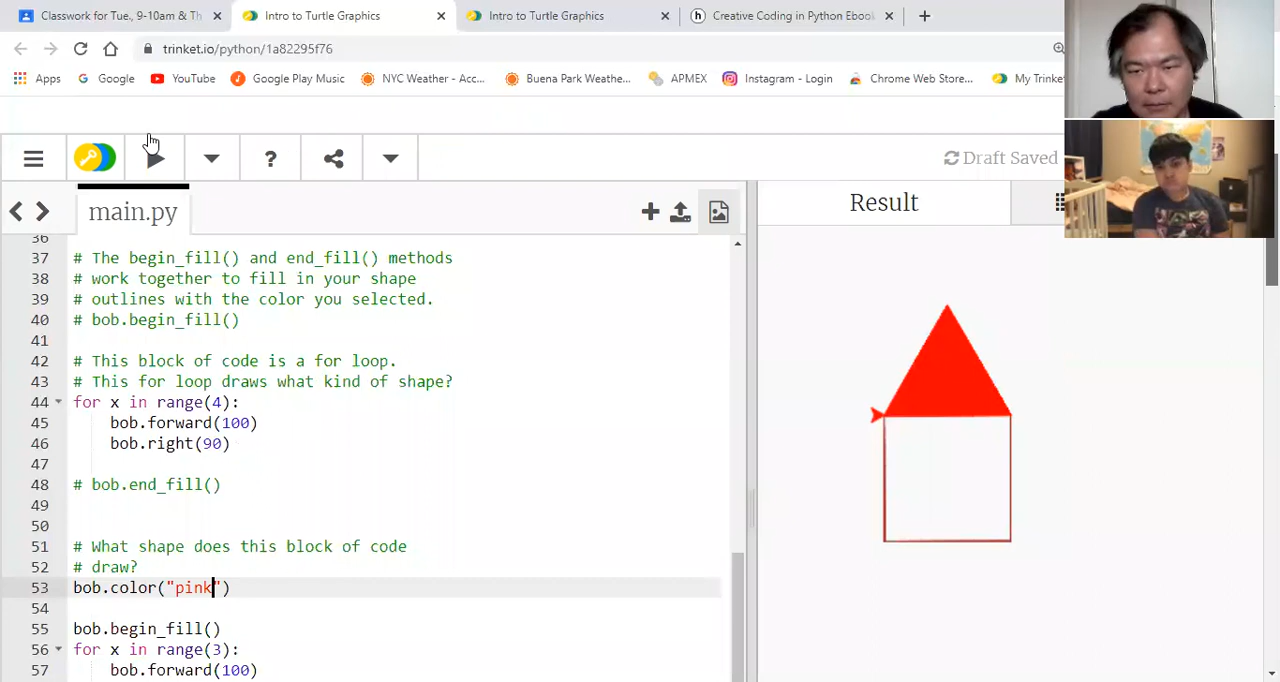 Classwork for Tue., 9-10am & Th
Intro to Turtle Graphics
Intro to Turtle Graphics
Creative Coding in Python Ebook
trinket.io/python/1a82295f76
Apps
Google
YouTube
Google Play Music
NYC Weather - Acc...
Buena Park Weathe...
APMEX
Instagram - Login
Chrome Web Store...
My Trinket
?
Draft Saved
main.py
Result
36
37 # The begin_fill() and end_fill() methods
38 # work together to fill in your shape
39 # outlines with the color you selected.
40 # bob.begin_fill()
41
42 # This block of code is a for loop.
43 # This for loop draws what kind of shape?
44 for x in range(4):
45 bob.forward(100)
46 bob.right(90)
47
48 # bob.end_fill()
49
50
51 # What shape does this block of code
52 # draw?
53 bob.color("pink")
54
55 bob.begin_fill()
56 for x in range(3):
57 bob.forward(100)